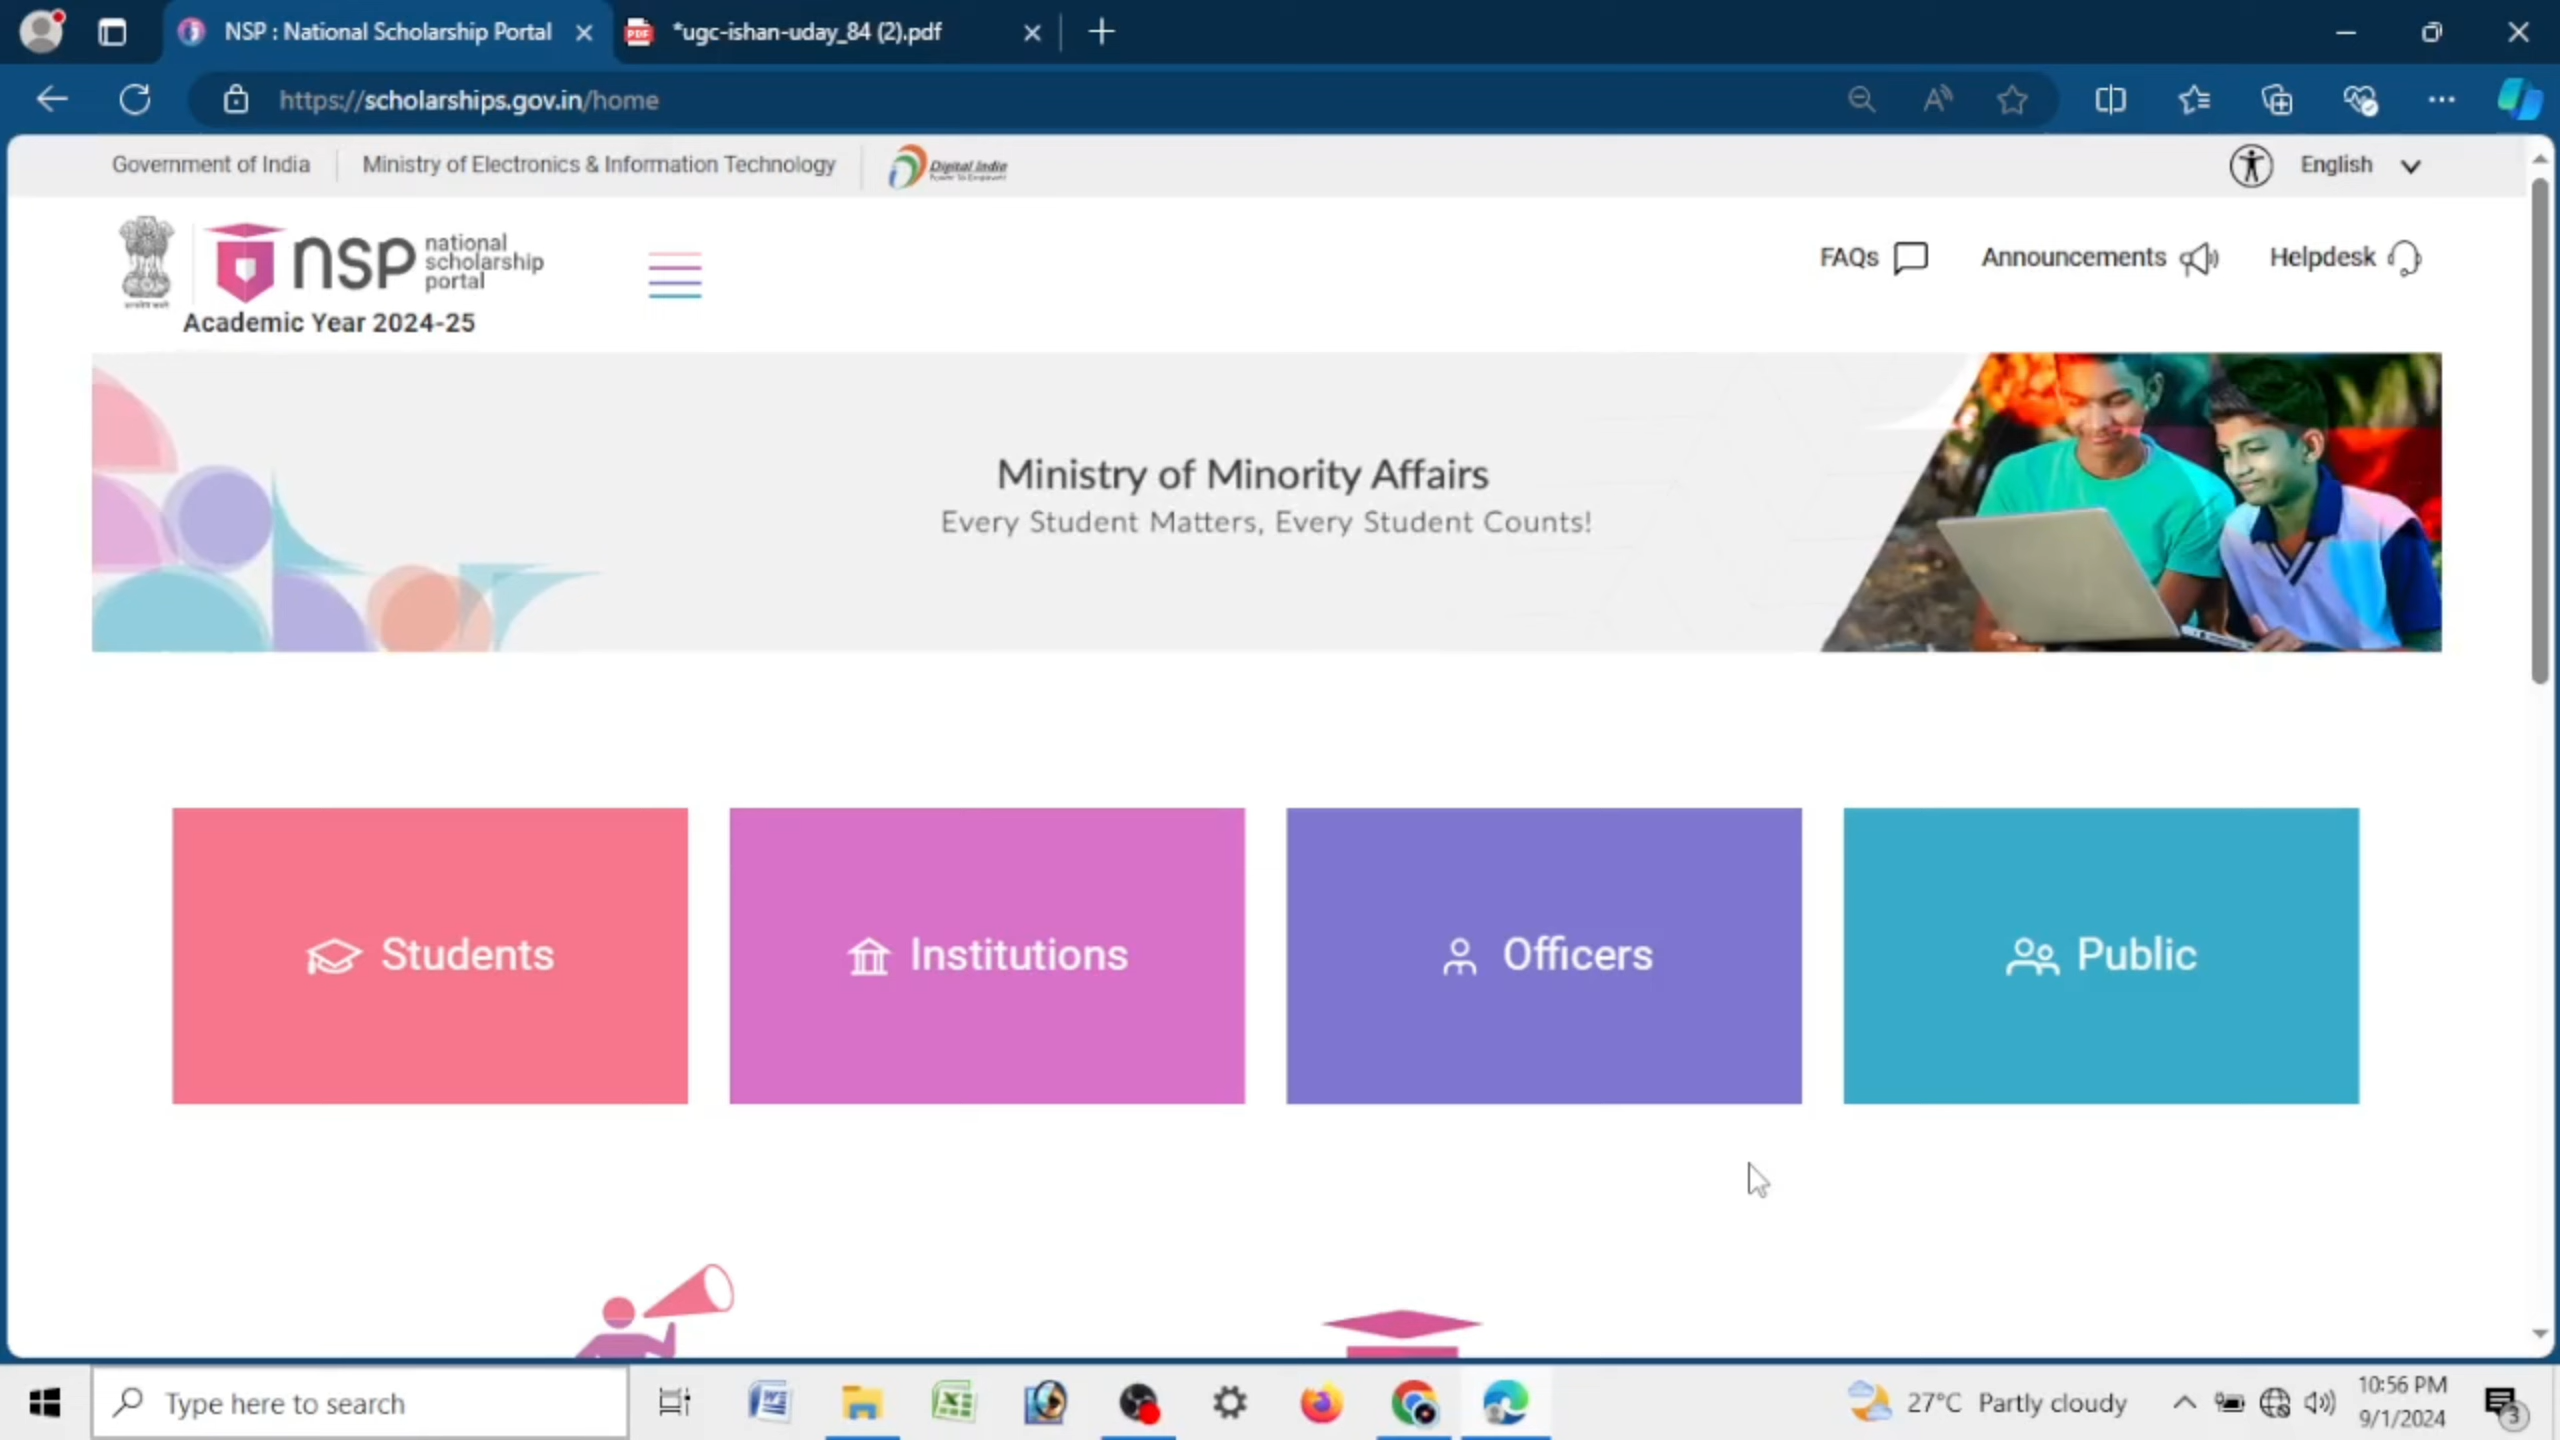 NSP : National Scholarship Portal
*ugc-ishan-uday_84 (2).pdf
https://scholarships.gov.in/home
Government of India
Ministry of Electronics & Information Technology
Digital India
English
nsp national scholarship portal
Academic Year 2024-25
FAQs
Announcements
Helpdesk
Ministry of Minority Affairs
Every Student Matters, Every Student Counts!
Students
Institutions
Officers
Public
Type here to search
27°C Partly cloudy
10:56 PM
9/1/2024
3